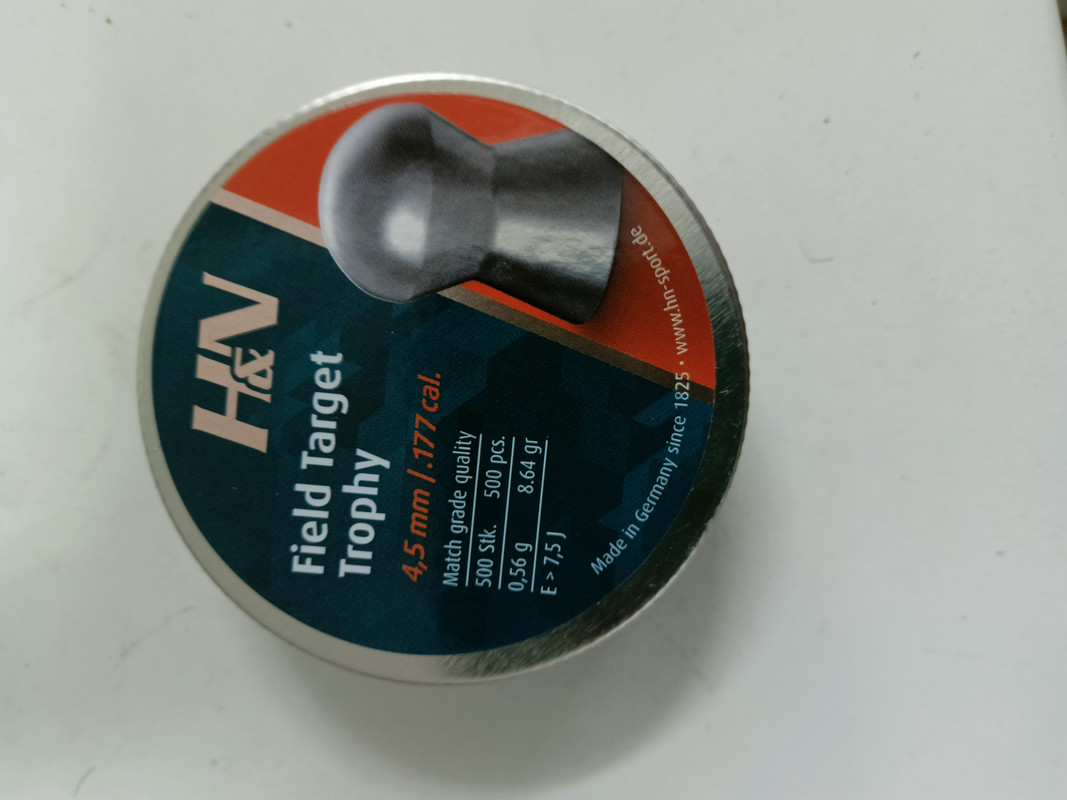 H&N
Field Target
Trophy
4,5 mm / .177 cal.
Match grade quality
500 Stk. 500 pcs.
0,56 g 8.64 gr
E > 7,5 J
Made in Germany since 1825 • www.hn-sport.de